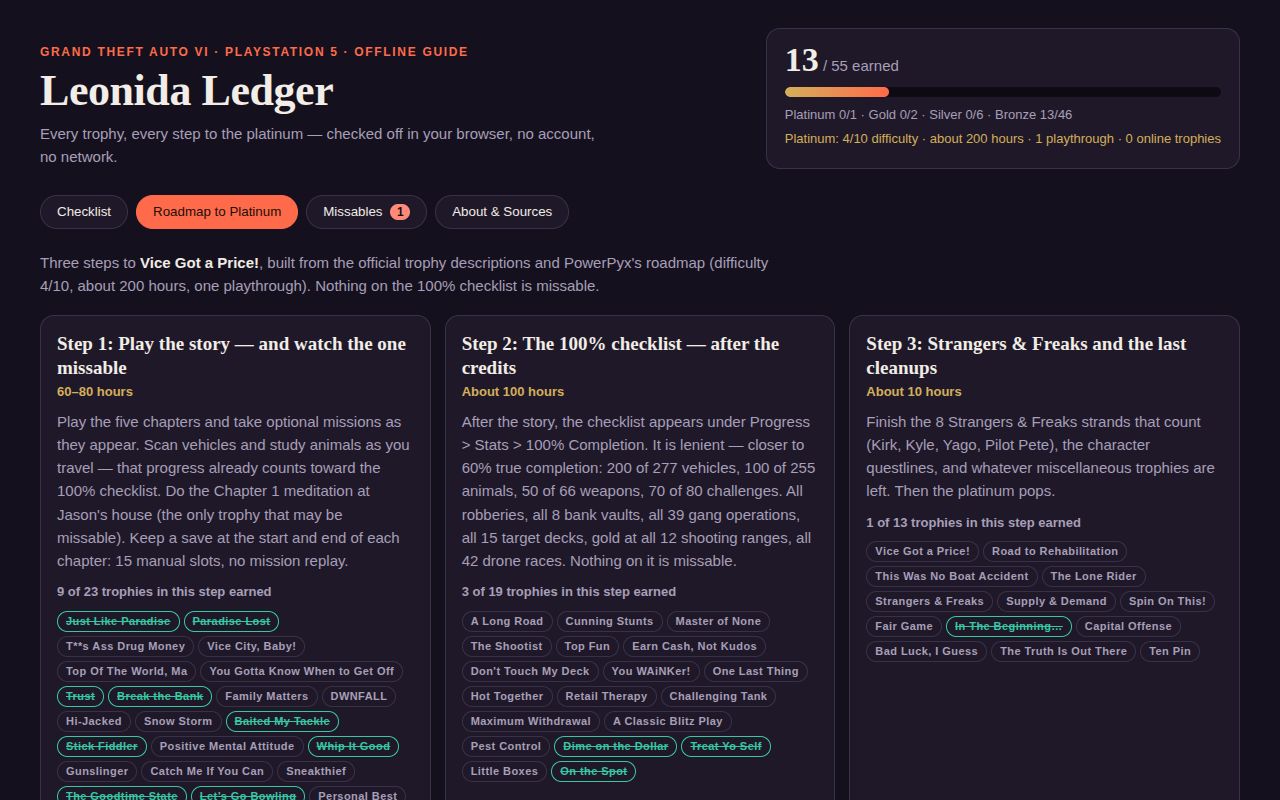 GRAND THEFT AUTO VI · PLAYSTATION 5 · OFFLINE GUIDE
Leonida Ledger
Every trophy, every step to the platinum — checked off in your browser, no account,
no network.
13 / 55 earned
Platinum 0/1 · Gold 0/2 · Silver 0/6 · Bronze 13/46
Platinum: 4/10 difficulty · about 200 hours · 1 playthrough · 0 online trophies
Checklist
Roadmap to Platinum
Missables 1
About & Sources
Three steps to Vice Got a Price!, built from the official trophy descriptions and PowerPyx's roadmap (difficulty
4/10, about 200 hours, one playthrough). Nothing on the 100% checklist is missable.
Step 1: Play the story — and watch the one
missable
60–80 hours
Play the five chapters and take optional missions as
they appear. Scan vehicles and study animals as you
travel — that progress already counts toward the
100% checklist. Do the Chapter 1 meditation at
Jason's house (the only trophy that may be
missable). Keep a save at the start and end of each
chapter: 15 manual slots, no mission replay.
9 of 23 trophies in this step earned
Just Like Paradise
Paradise Lost
T**s Ass Drug Money
Vice City, Baby!
Top Of The World, Ma
You Gotta Know When to Get Off
Trust
Break the Bank
Family Matters
DWNFALL
Hi-Jacked
Snow Storm
Baited My Tackle
Stick Fiddler
Positive Mental Attitude
Whip It Good
Gunslinger
Catch Me If You Can
Sneakthief
The Goodtime State
Let's Go Bowling
Personal Best
Step 2: The 100% checklist — after the
credits
About 100 hours
After the story, the checklist appears under Progress
> Stats > 100% Completion. It is lenient — closer to
60% true completion: 200 of 277 vehicles, 100 of 255
animals, 50 of 66 weapons, 70 of 80 challenges. All
robberies, all 8 bank vaults, all 39 gang operations,
all 15 target decks, gold at all 12 shooting ranges, all
42 drone races. Nothing on it is missable.
3 of 19 trophies in this step earned
A Long Road
Cunning Stunts
Master of None
The Shootist
Top Fun
Earn Cash, Not Kudos
Don't Touch My Deck
You WAiNKer!
One Last Thing
Hot Together
Retail Therapy
Challenging Tank
Maximum Withdrawal
A Classic Blitz Play
Pest Control
Dime on the Dollar
Treat Yo Self
Little Boxes
On the Spot
Step 3: Strangers & Freaks and the last
cleanups
About 10 hours
Finish the 8 Strangers & Freaks strands that count
(Kirk, Kyle, Yago, Pilot Pete), the character
questlines, and whatever miscellaneous trophies are
left. Then the platinum pops.
1 of 13 trophies in this step earned
Vice Got a Price!
Road to Rehabilitation
This Was No Boat Accident
The Lone Rider
Strangers & Freaks
Supply & Demand
Spin On This!
Fair Game
In The Beginning…
Capital Offense
Bad Luck, I Guess
The Truth Is Out There
Ten Pin